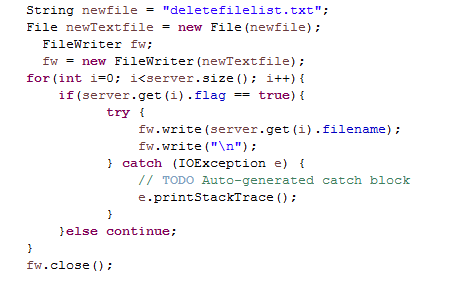 String newfile = "deletefilelist.txt";
File newTextfile = new File(newfile);
  FileWriter fw;
  fw = new FileWriter(newTextfile);
for(int i=0; i<server.size(); i++){
    if(server.get(i).flag == true){
          try {
              fw.write(server.get(i).filename);
              fw.write("\n");
          } catch (IOException e) {
              // TODO Auto-generated catch block
              e.printStackTrace();
          }
    }else continue;
}
fw.close();